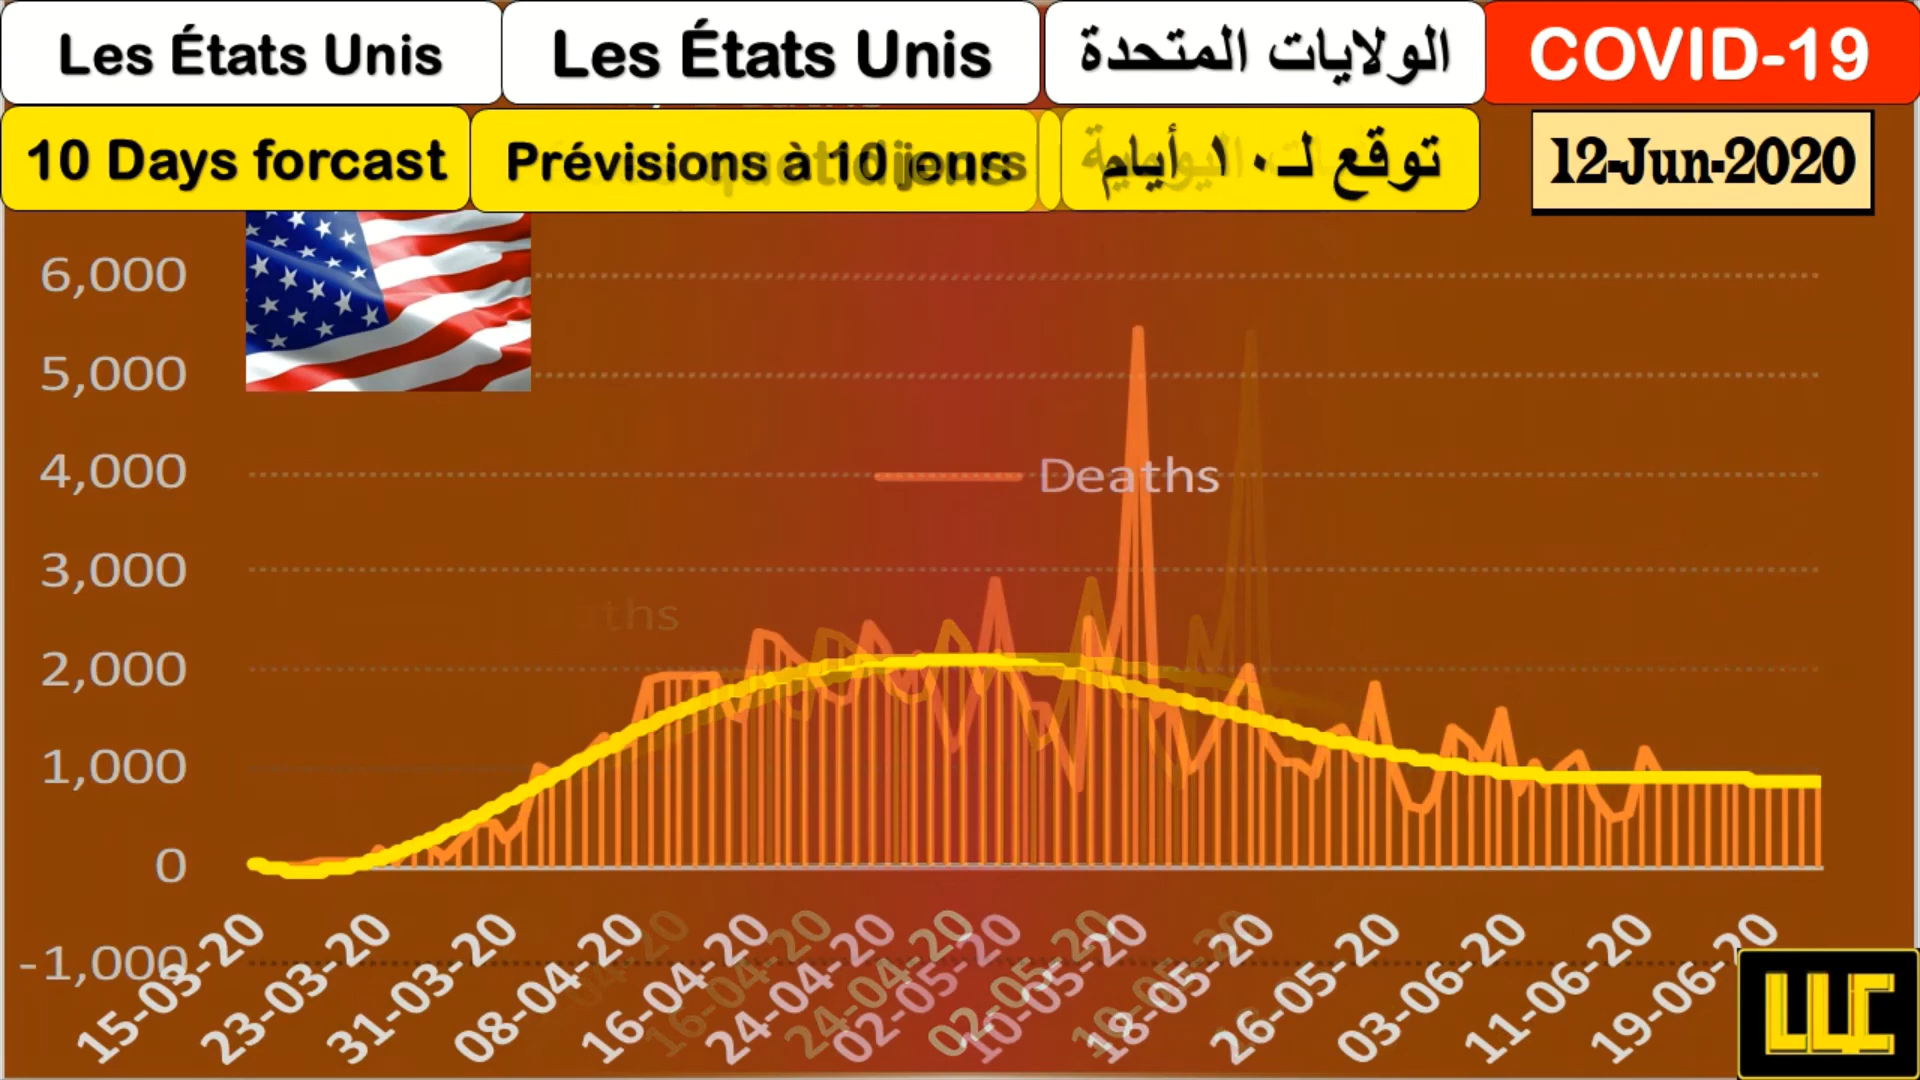 Les États Unis
Les États Unis
الولايات المتحدة
COVID-19
10 Days forcast
Prévisions à 10 jours
توقع لـ ١٠ أيام
12-Jun-2020
6,000
5,000
4,000
Deaths
3,000
2,000
1,000
0
-1,000
15-03-20
23-03-20
31-03-20
08-04-20
16-04-20
24-04-20
02-05-20
10-05-20
18-05-20
26-05-20
03-06-20
11-06-20
19-06-20
LLC